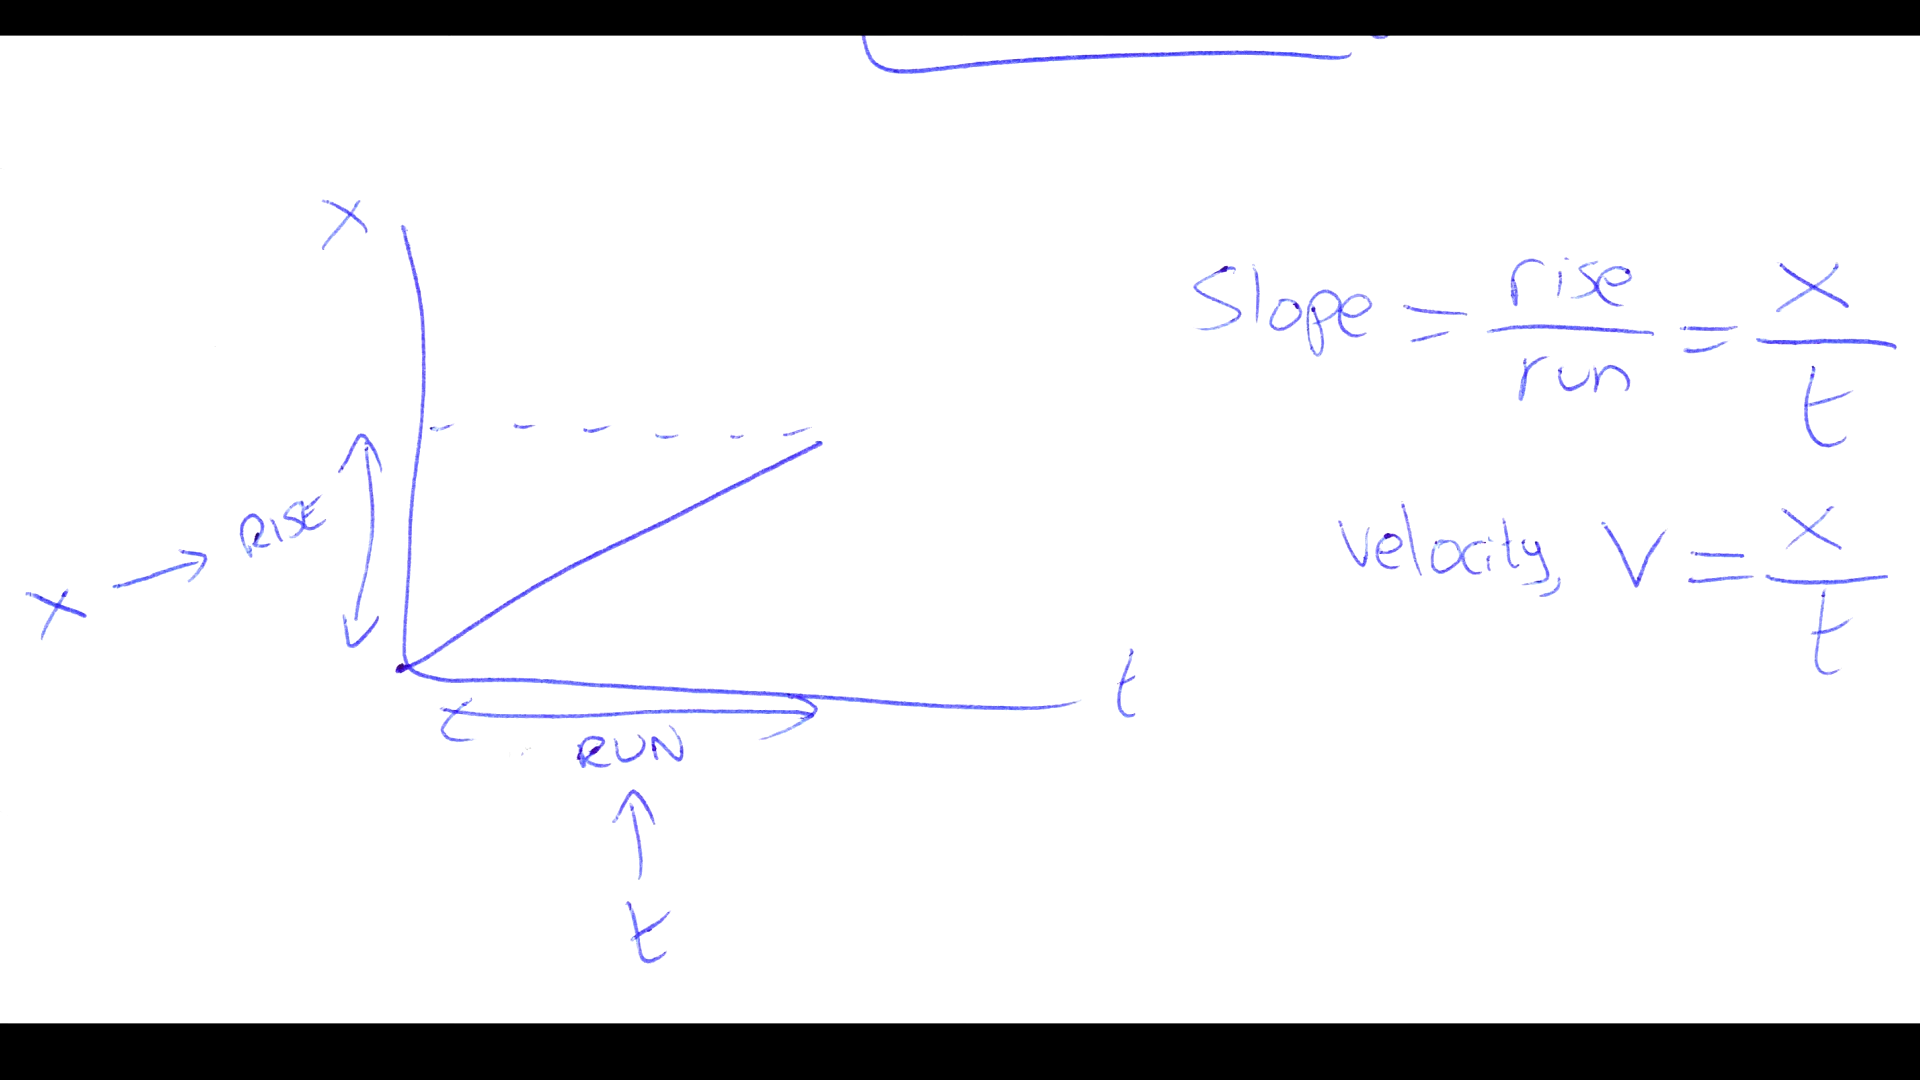 x
Slope = rise/run = x/t
RISE
x
Velocity, V = x/t
t
RUN
t